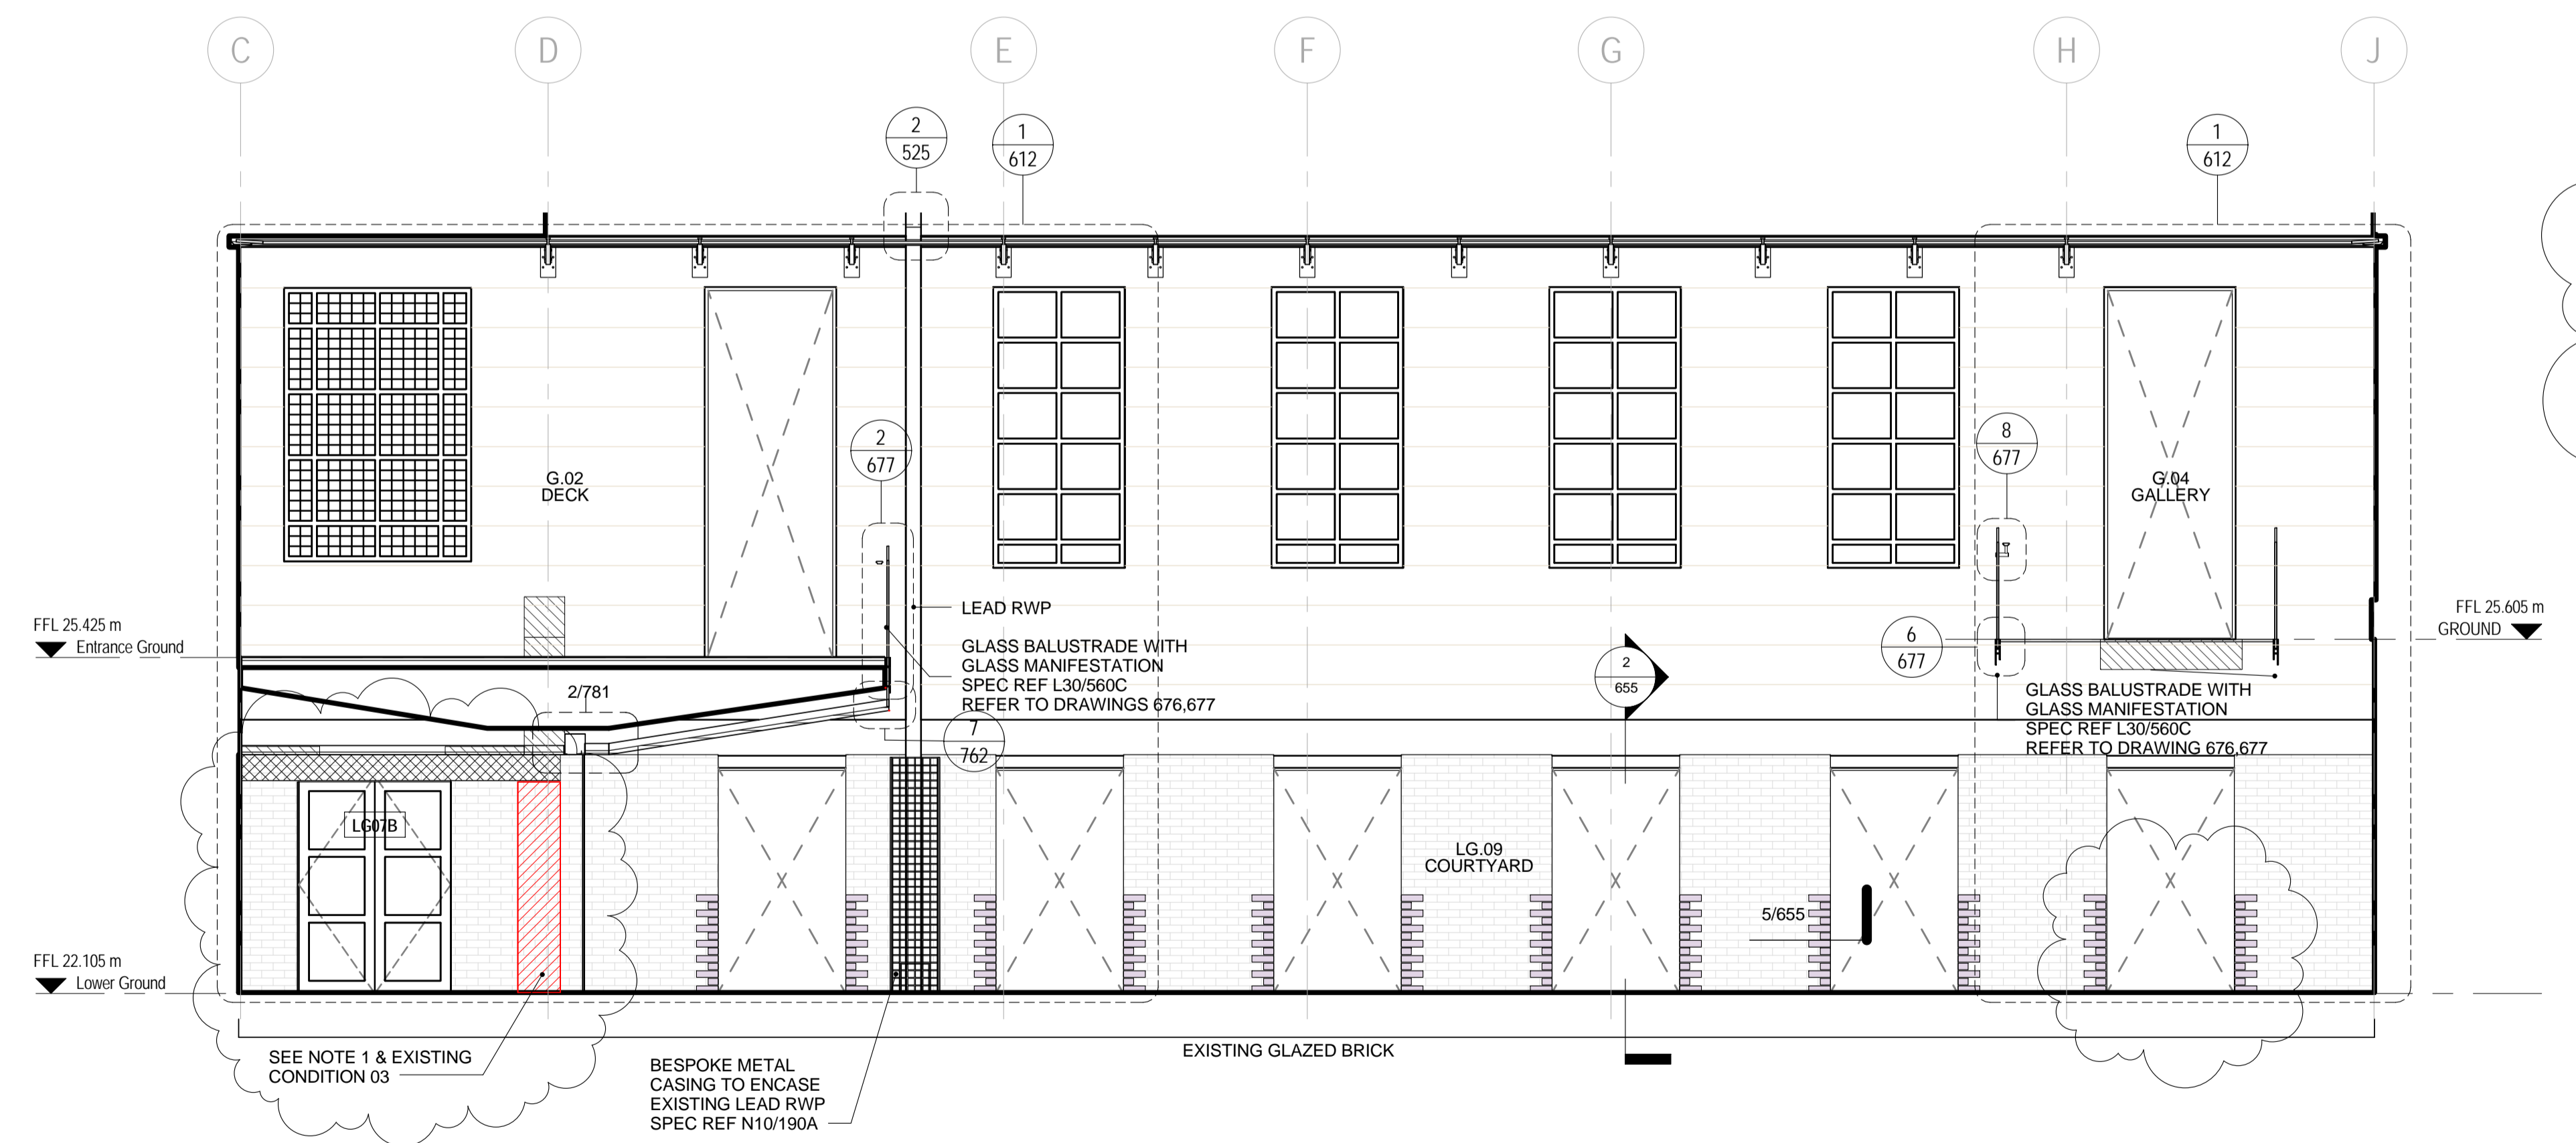 C
D
E
F
G
H
J
2
525
1
612
1
612
2
677
8
677
G.02
DECK
G.04
GALLERY
LEAD RWP
FFL 25.425 m
Entrance Ground
FFL 25.605 m
GROUND
GLASS BALUSTRADE WITH
GLASS MANIFESTATION
SPEC REF L30/560C
REFER TO DRAWINGS 676,677
6
677
2
655
2/781
GLASS BALUSTRADE WITH
GLASS MANIFESTATION
SPEC REF L30/560C
REFER TO DRAWING 676,677
7
762
LG07B
LG.09
COURTYARD
5/655
FFL 22.105 m
Lower Ground
SEE NOTE 1 & EXISTING
CONDITION 03
EXISTING GLAZED BRICK
BESPOKE METAL
CASING TO ENCASE
EXISTING LEAD RWP
SPEC REF N10/190A